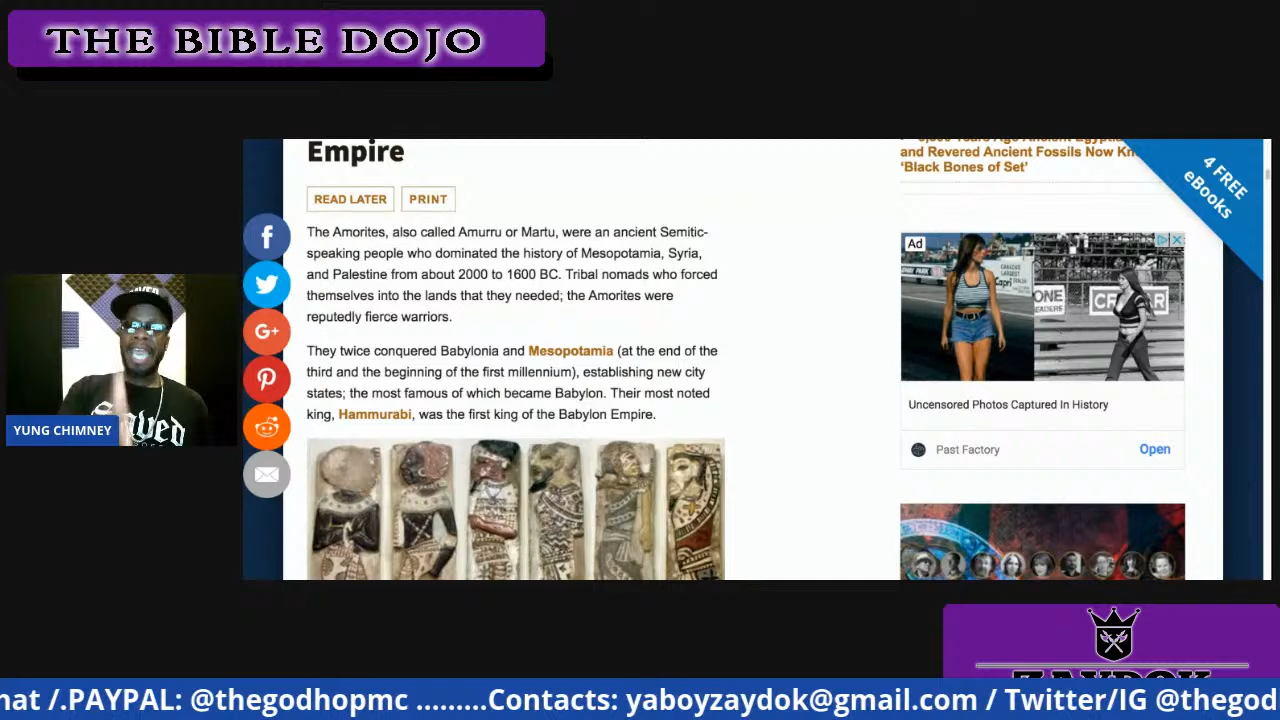 THE BIBLE DOJO
Empire
READ LATER
PRINT
The Amorites, also called Amurru or Martu, were an ancient Semitic-
speaking people who dominated the history of Mesopotamia, Syria,
and Palestine from about 2000 to 1600 BC. Tribal nomads who forced
themselves into the lands that they needed; the Amorites were
reputedly fierce warriors.
They twice conquered Babylonia and Mesopotamia (at the end of the
third and the beginning of the first millennium), establishing new city
states; the most famous of which became Babylon. Their most noted
king, Hammurabi, was the first king of the Babylon Empire.
and Revered Ancient Fossils Now
'Black Bones of Set'
4 FREE
eBooks
Ad
Uncensored Photos Captured In History
Past Factory
Open
YUNG CHIMNEY
ZAYDOK
hat /.PAYPAL: @thegodhopmc .........Contacts: yaboyzaydok@gmail.com / Twitter/IG @thegod